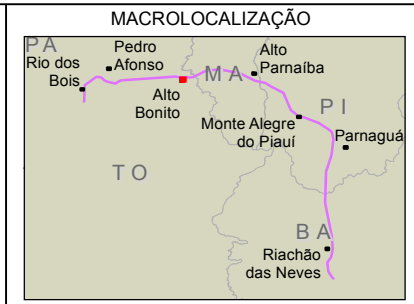 MACROLOCALIZAÇÃO
PA
Rio dos
Bois
Pedro
Afonso
Alto
Bonito
MA
Alto
Parnaíba
PI
Monte Alegre
do Piauí
Parnaguá
TO
BA
Riachão
das Neves